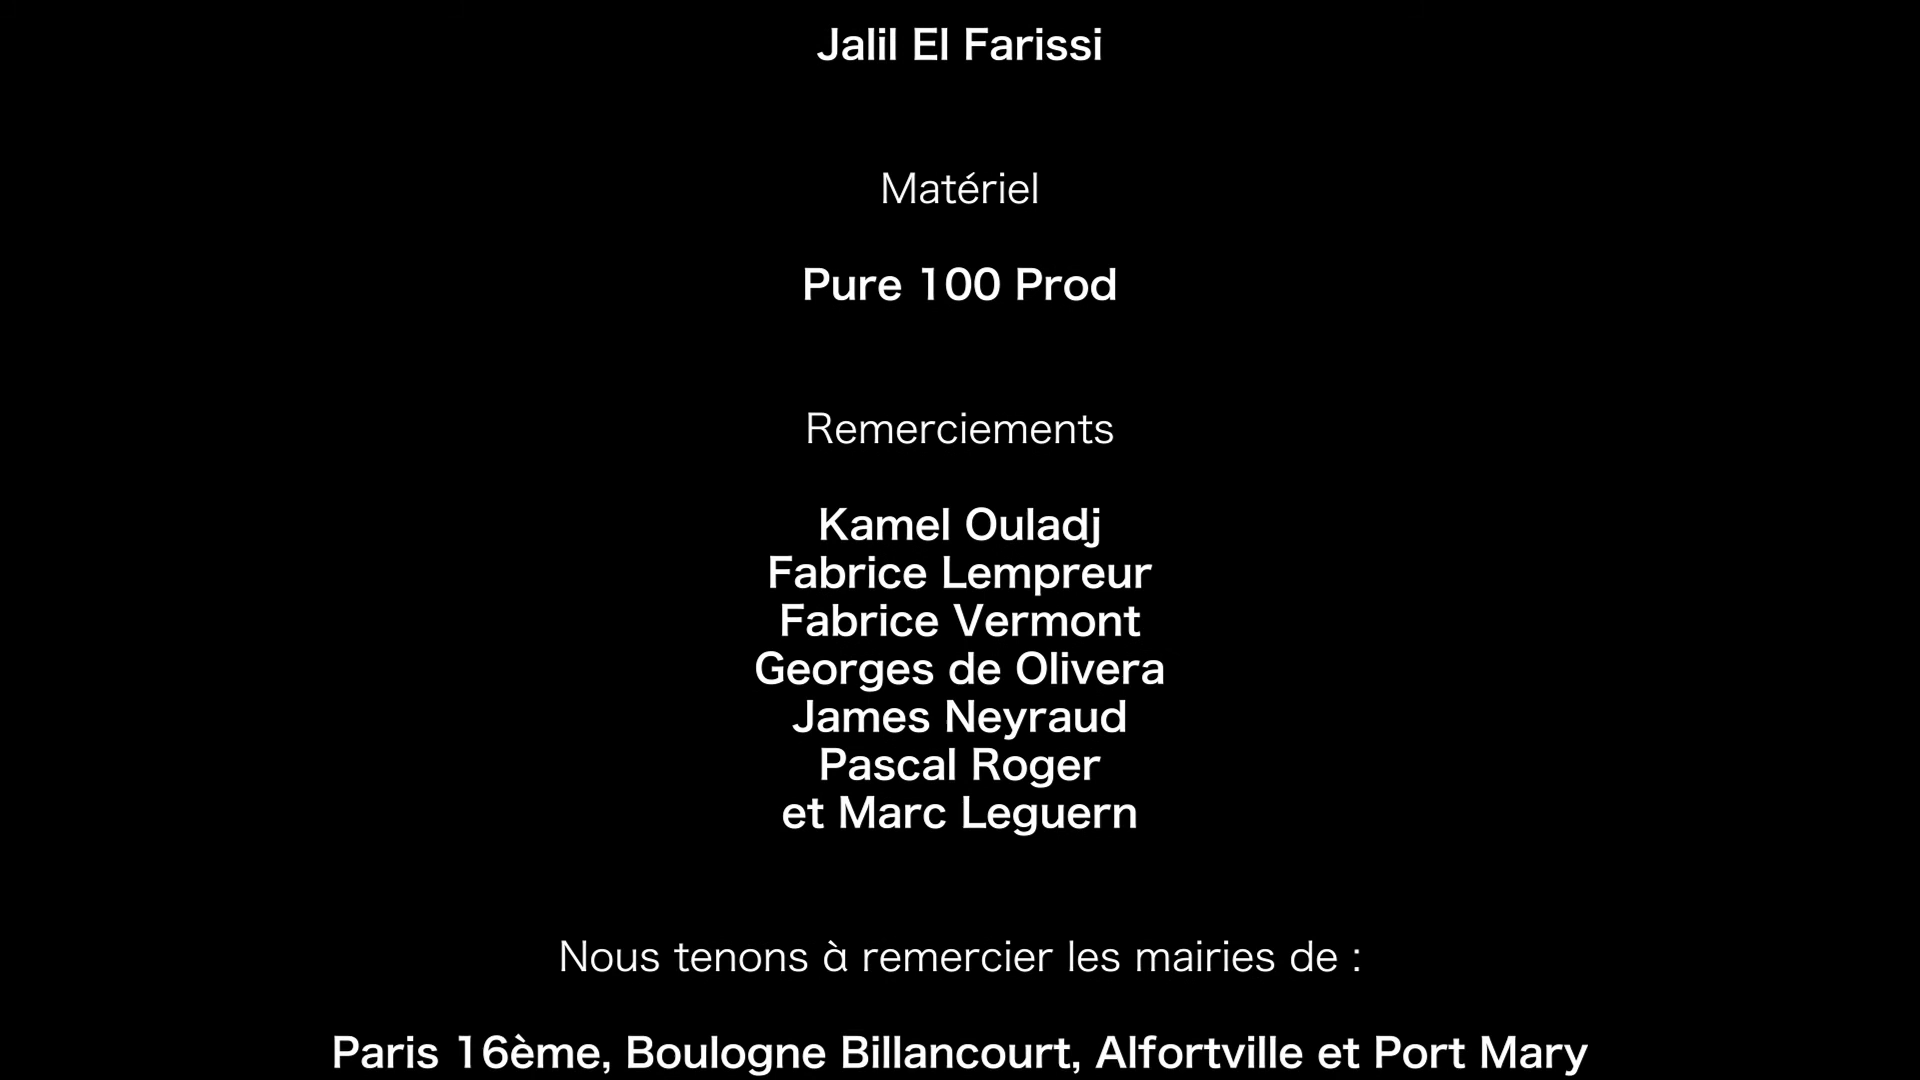 Jalil El Farissi
Matériel
Pure 100 Prod
Remerciements
Kamel Ouladj
Fabrice Lempreur
Fabrice Vermont
Georges de Olivera
James Neyraud
Pascal Roger
et Marc Leguern
Nous tenons à remercier les mairies de :
Paris 16ème, Boulogne Billancourt, Alfortville et Port Mary